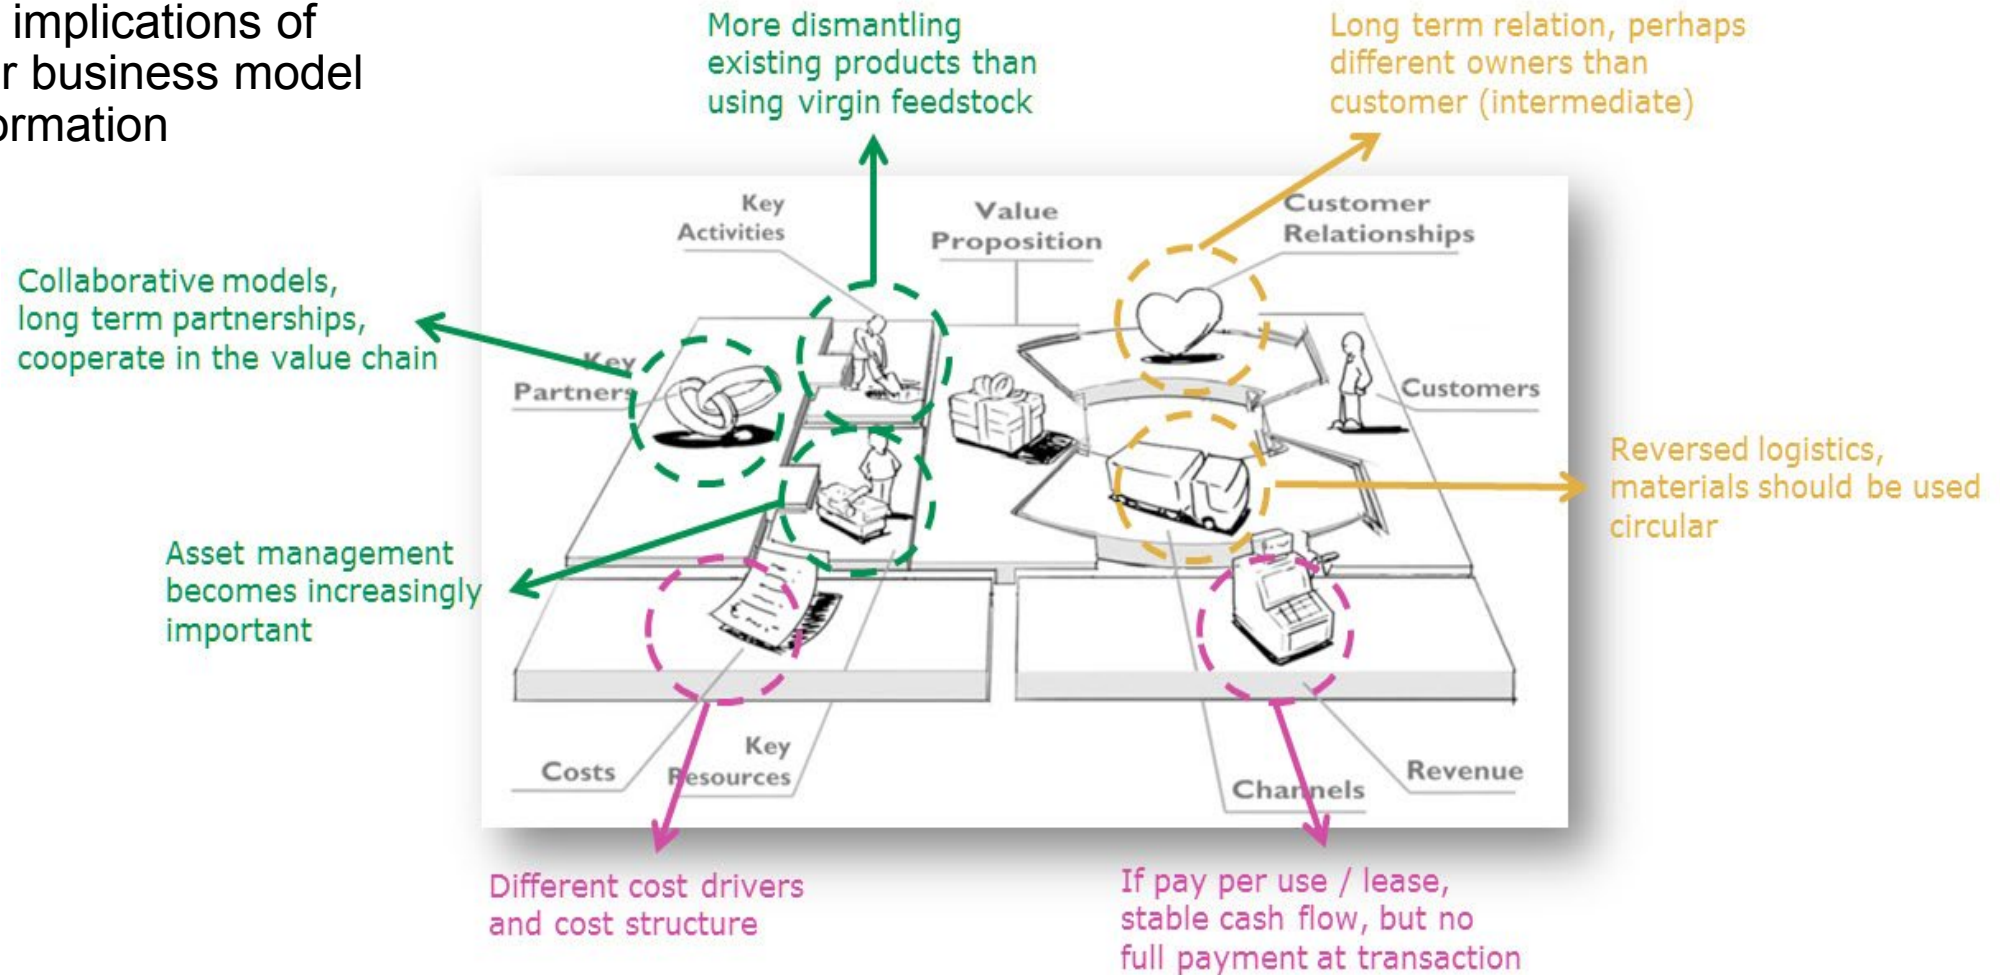 implications of
r business model
ormation
More dismantling
existing products than
using virgin feedstock
Long term relation, perhaps
different owners than
customer (intermediate)
Key
Activities
Value
Proposition
Customer
Relationships
Collaborative models,
long term partnerships,
cooperate in the value chain
Key
Partners
Customers
Reversed logistics,
materials should be used
circular
Asset management
becomes increasingly
important
Costs
Key
Resources
Channels
Revenue
Different cost drivers
and cost structure
If pay per use / lease,
stable cash flow, but no
full payment at transaction